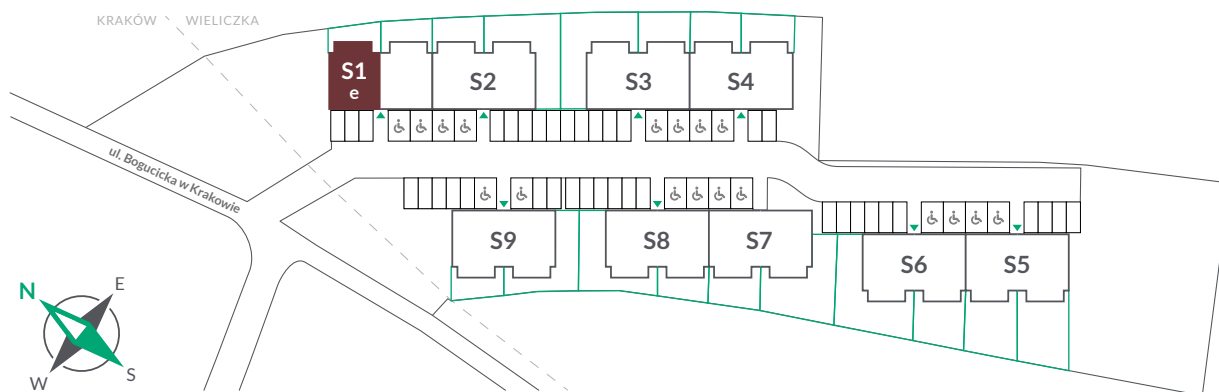 KRAKÓW WIELICZKA
S1
e
S2
S3
S4
ul. Bogucicka w Krakowie
S9
S8
S7
S6
S5
N
E
W
S